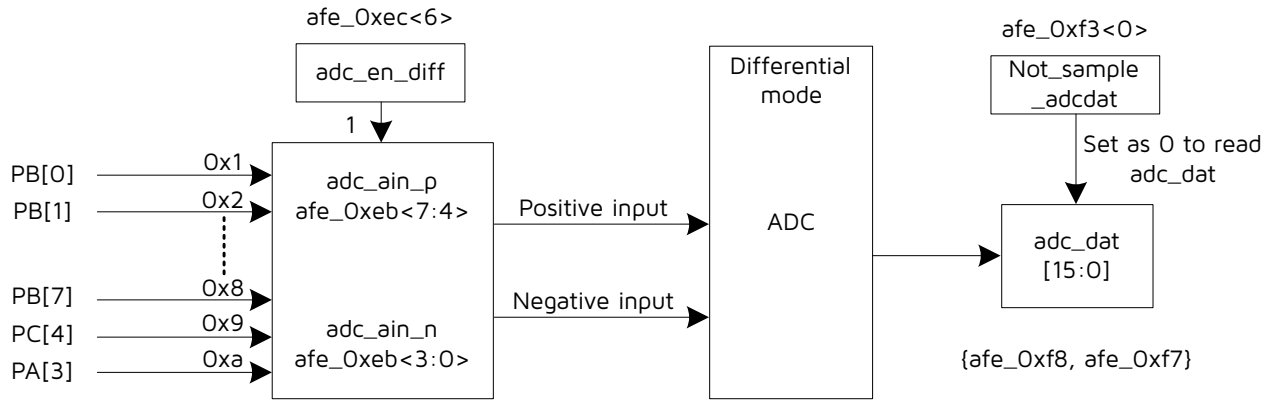 afe_0xec<6>
adc_en_diff
1
PB[0]
0x1
PB[1]
0x2
PB[7]
0x8
PC[4]
0x9
PA[3]
0xa
adc_ain_p
afe_0xeb<7:4>
adc_ain_n
afe_0xeb<3:0>
Positive input
Negative input
Differential
mode
ADC
afe_0xf3<0>
Not_sample
_adcdat
Set as 0 to read
adc_dat
adc_dat
[15:0]
{afe_0xf8, afe_0xf7}